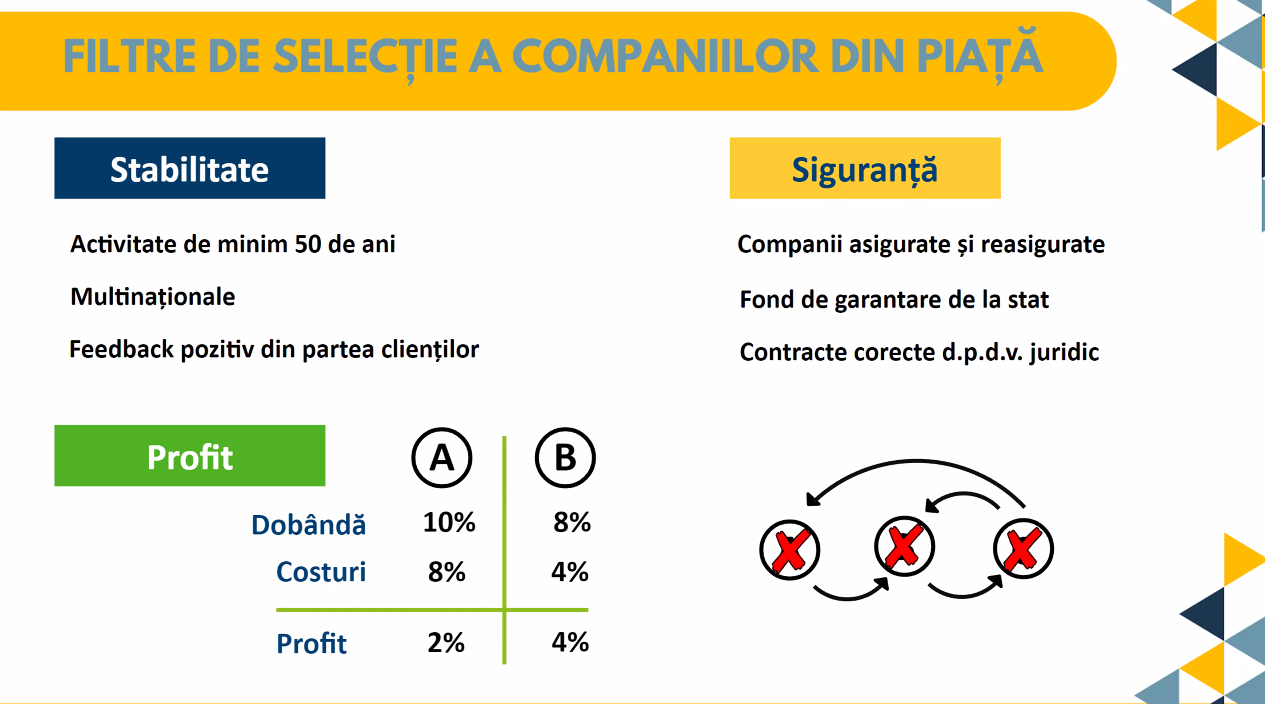 FILTRE DE SELECȚIE A COMPANIILOR DIN PIAȚĂ
Stabilitate
Activitate de minim 50 de ani
Multinaționale
Feedback pozitiv din partea clienților
Siguranță
Companii asigurate și reasigurate
Fond de garantare de la stat
Contracte corecte d.p.d.v. juridic
Profit
A B
Dobândă 10% 8%
Costuri 8% 4%
Profit 2% 4%